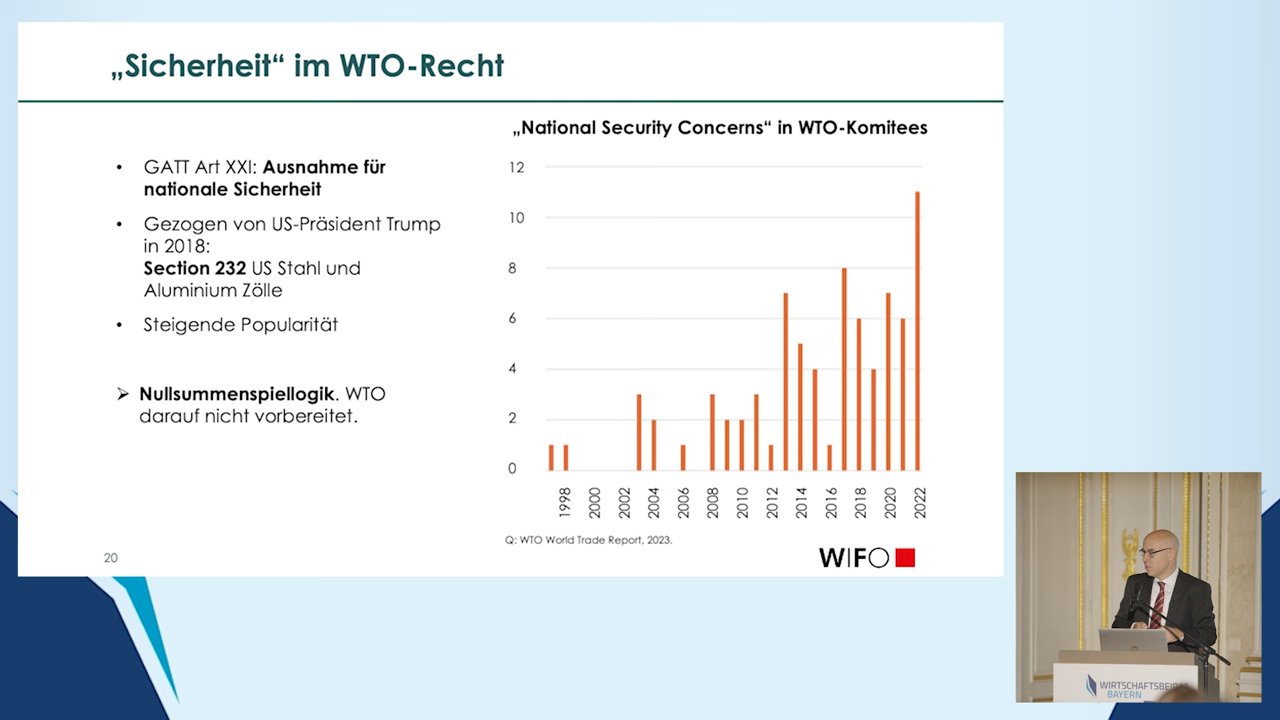 „Sicherheit“ im WTO-Recht
• GATT Art XXI: Ausnahme für
nationale Sicherheit
• Gezogen von US-Präsident Trump
in 2018:
Section 232 US Stahl und
Aluminium Zölle
• Steigende Popularität
➢ Nullsummenspiellogik. WTO
darauf nicht vorbereitet.
20
„National Security Concerns“ in WTO-Komitees
12
10
8
6
4
2
0
1998 2000 2002 2004 2006 2008 2010 2012 2014 2016 2018 2020 2022
Q: WTO World Trade Report, 2023.
WIFO
BAYERN